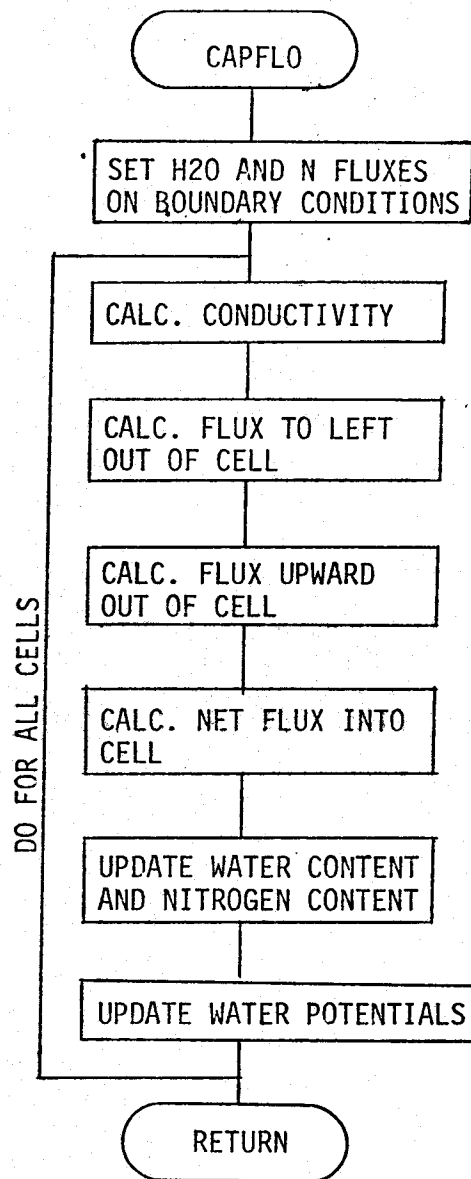 CAPFLO
SET H2O AND N FLUXES
ON BOUNDARY CONDITIONS
CALC. CONDUCTIVITY
CALC. FLUX TO LEFT
OUT OF CELL
CALC. FLUX UPWARD
OUT OF CELL
CALC. NET FLUX INTO
CELL
UPDATE WATER CONTENT
AND NITROGEN CONTENT
UPDATE WATER POTENTIALS
DO FOR ALL CELLS
RETURN